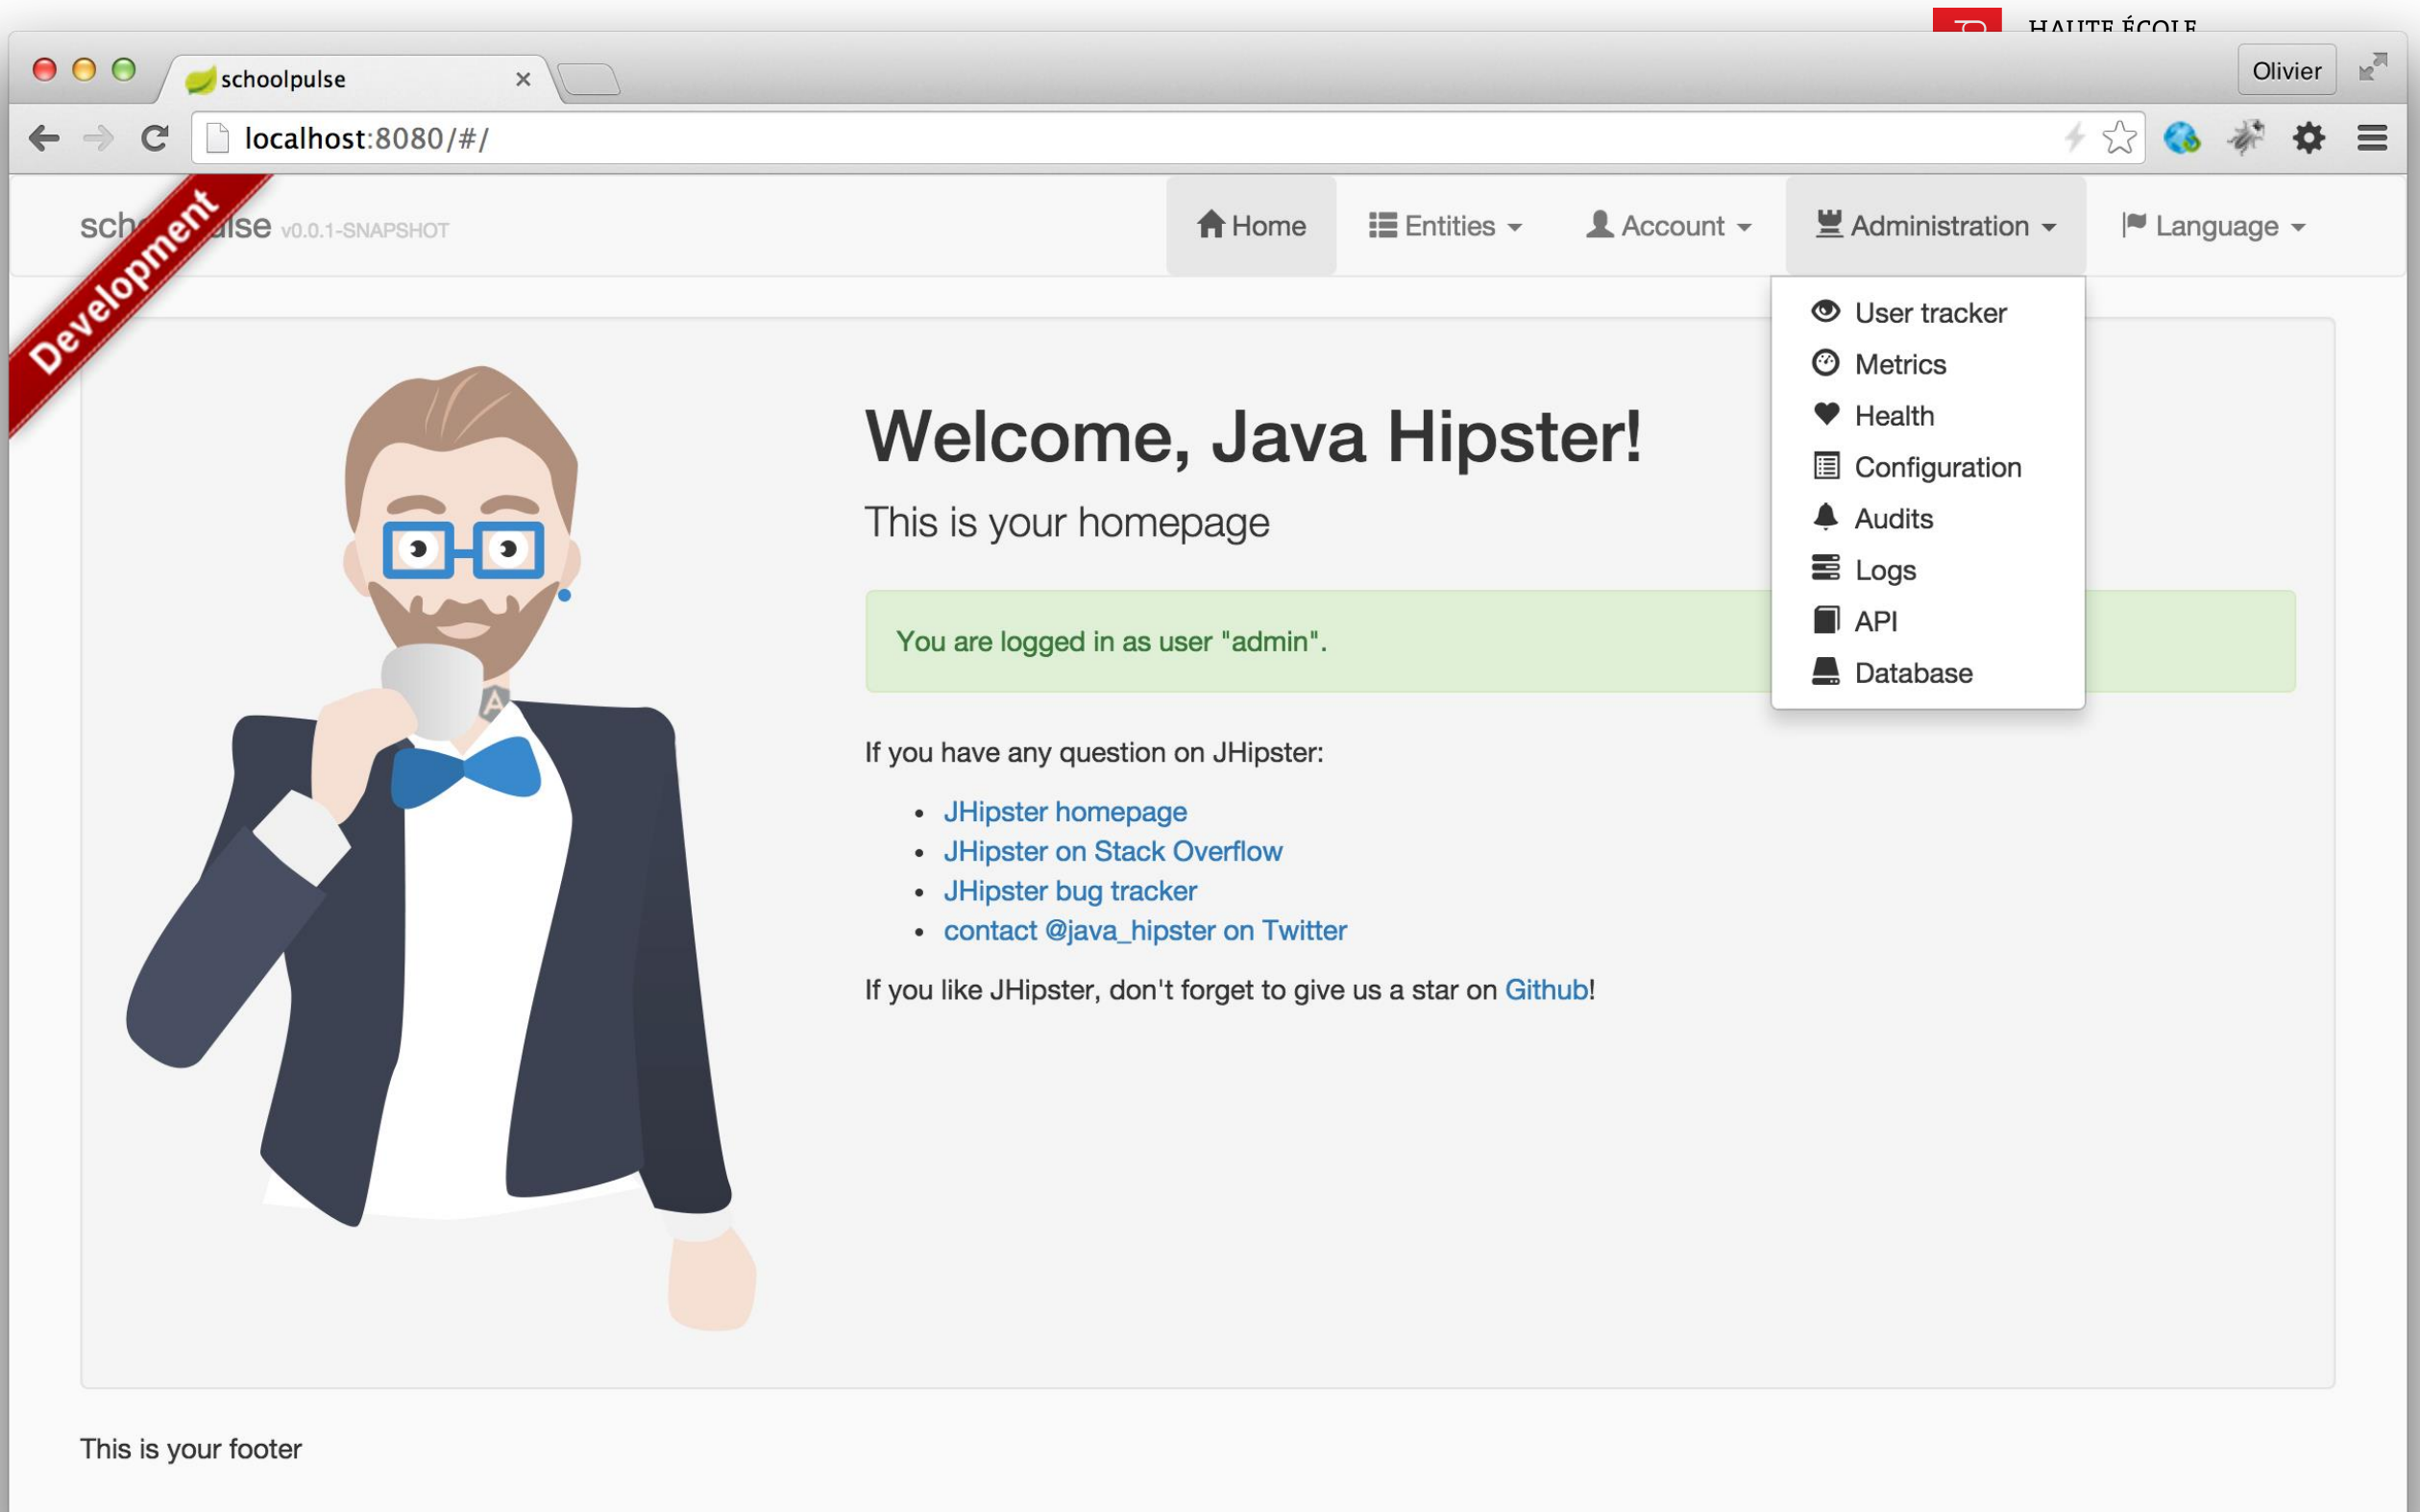 HAUTE ÉCOLE
schoolpulse
Olivier
localhost:8080/#/
Development
v0.0.1-SNAPSHOT
Home
Entities
Account
Administration
Language
User tracker
Metrics
Health
Configuration
Audits
Logs
API
Database
Welcome, Java Hipster!
This is your homepage
You are logged in as user "admin".
If you have any question on JHipster:
JHipster homepage
JHipster on Stack Overflow
JHipster bug tracker
contact @java_hipster on Twitter
If you like JHipster, don't forget to give us a star on Github!
This is your footer